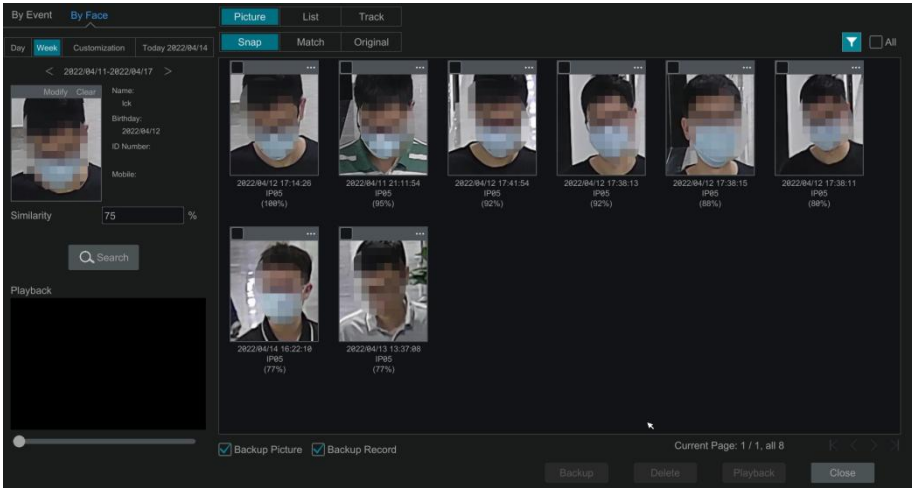 By Event By Face
Picture List Track
Day Week Customization Today 2022/04/14
Snap Match Original
All
< 2022/04/11-2022/04/17 >
Modify Clear
Name:
lck
Birthday:
2022/04/12
ID Number:
Mobile:
Similarity 75 %
Search
Playback
2022/04/12 17:14:26
IP05
(100%)
2022/04/11 21:11:54
IP05
(95%)
2022/04/12 17:41:54
IP05
(92%)
2022/04/12 17:38:13
IP05
(92%)
2022/04/12 17:38:15
IP05
(88%)
2022/04/12 17:38:11
IP05
(80%)
2022/04/14 16:22:10
IP05
(77%)
2022/04/13 13:37:08
IP05
(77%)
Backup Picture Backup Record
Current Page: 1 / 1, all 8
Backup Delete Playback Close